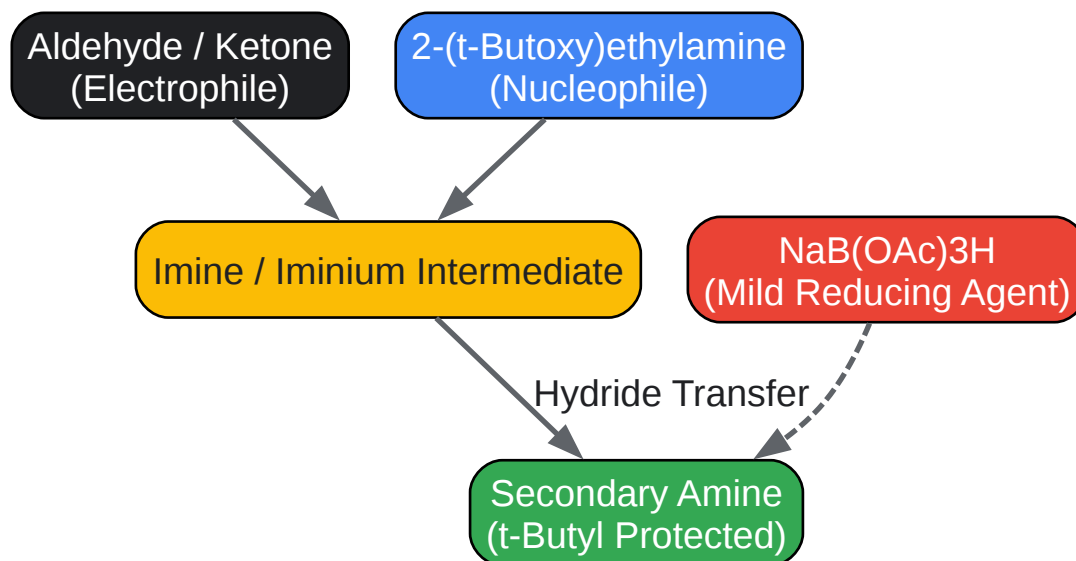 Aldehyde / Ketone
(Electrophile)
2-(t-Butoxy)ethylamine
(Nucleophile)
Imine / Iminium Intermediate
NaB(OAc)3H
(Mild Reducing Agent)
Hydride Transfer
Secondary Amine
(t-Butyl Protected)